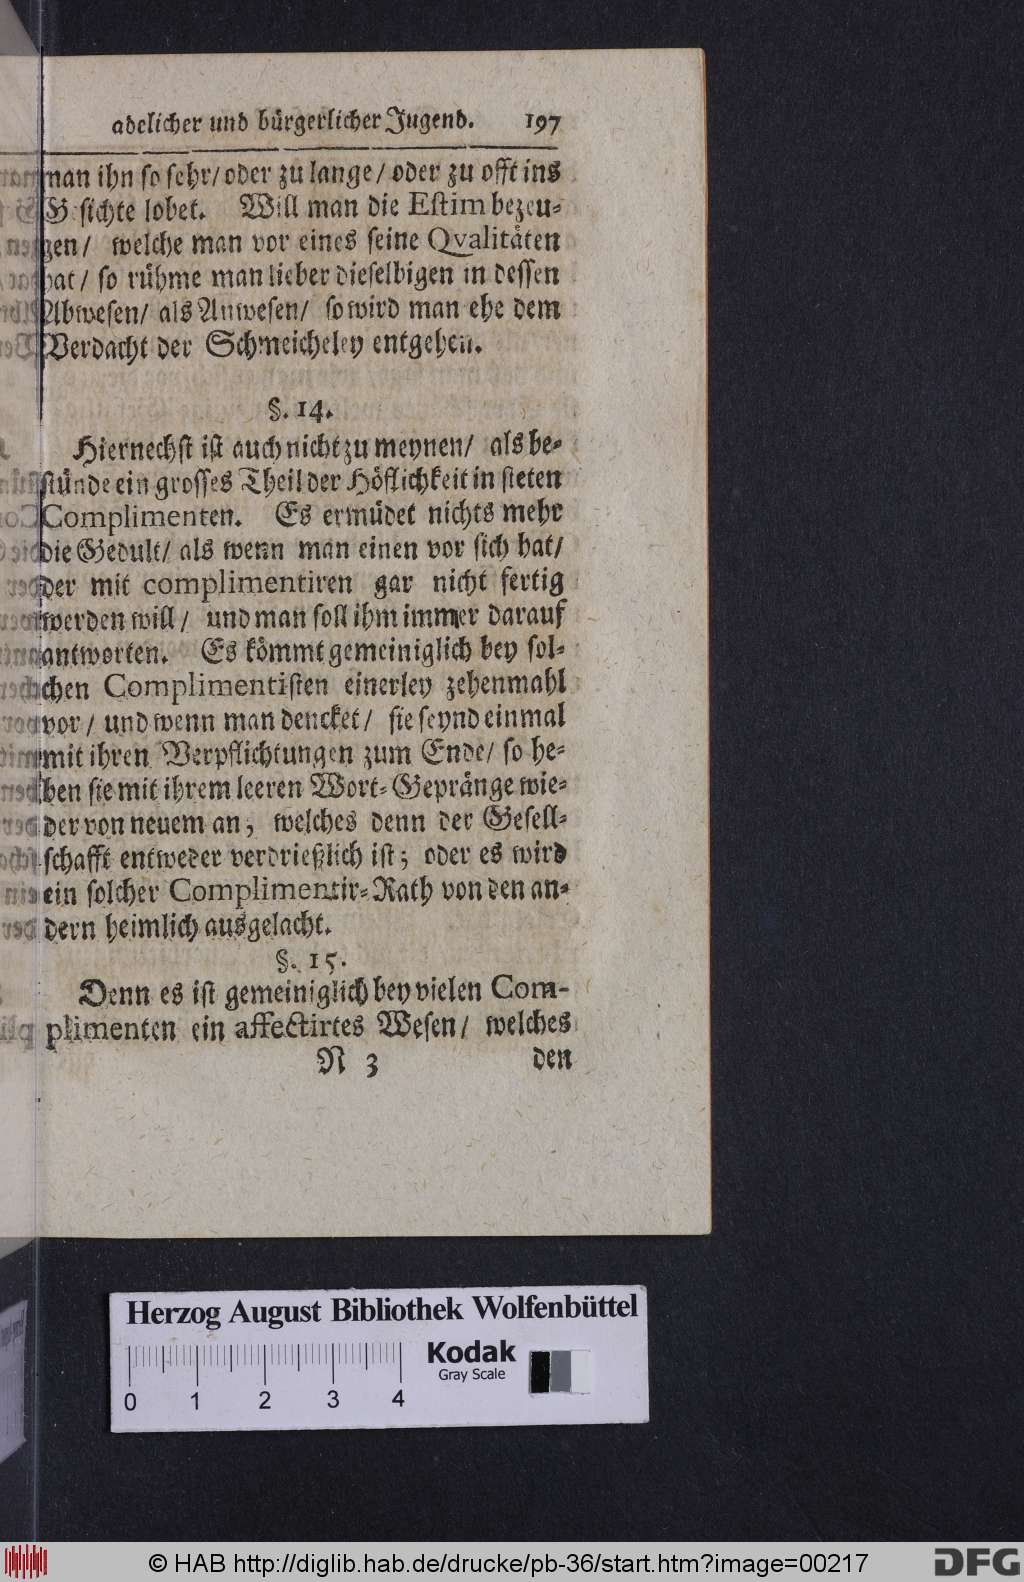 adelicher und bürgerlicher Jugend. 197
man ihn so sehr/ oder zu lange/ oder zu offt ins
G sichte lobet. Will man die Estim bezeu-
gen/ welche man vor eines seine Qvalitäten
hat/ so rühme man lieber dieselbigen in dessen
Abwesen/ als Anwesen/ so wird man ehe dem
Verdacht der Schmeicheley entgehen.
§. 14.
Hiernechst ist auch nicht zu meynen/ als be-
stünde ein grosses Theil der Höflichkeit in steten
Complimenten. Es ermüdet nichts mehr
die Gedult/ als wenn man einen vor sich hat/
der mit complimentiren gar nicht fertig
werden will/ und man soll ihm immer darauf
antworten. Es kömmt gemeiniglich bey sol-
chen Complimentisten einerley zehenmahl
vor/ und wenn man dencket/ sie seynd einmal
mit ihren Verpflichtungen zum Ende/ so he-
ben sie mit ihrem leeren Wort-Gepränge wie-
der von neuem an; welches denn der Gesell-
schafft entweder verdrießlich ist; oder es wird
ein solcher Complimentir-Rath von den an-
dern heimlich ausgelacht.
§. 15.
Denn es ist gemeiniglich bey vielen Com-
plimenten ein affectirtes Wesen/ welches
N 3 den
Herzog August Bibliothek Wolfenbüttel
Kodak
Gray Scale
0 1 2 3 4
© HAB http://diglib.hab.de/drucke/pb-36/start.htm?image=00217
DFG